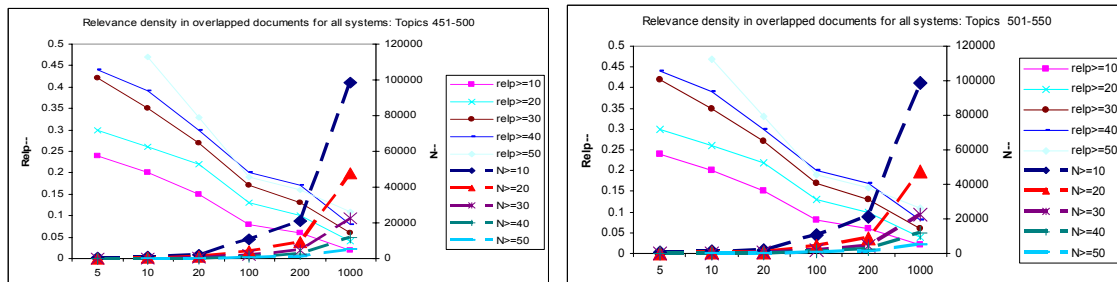 Relevance density in overlapped documents for all systems: Topics 451-500
0.5
0.45
0.4
0.35
0.3
0.25
0.2
0.15
0.1
0.05
0
Relp--
5 10 20 100 200 1000
120000
100000
80000
60000
40000
20000
0
N--
relp>=10
relp>=20
relp>=30
relp>=40
relp>=50
N>=10
N>=20
N>=30
N>=40
N>=50
Relevance density in overlapped documents for all systems: Topics 501-550
0.5
0.45
0.4
0.35
0.3
0.25
0.2
0.15
0.1
0.05
0
Relp--
5 10 20 100 200 1000
120000
100000
80000
60000
40000
20000
0
N--
relp>=10
relp>=20
relp>=30
relp>=40
relp>=50
N>=10
N>=20
N>=30
N>=40
N>=50